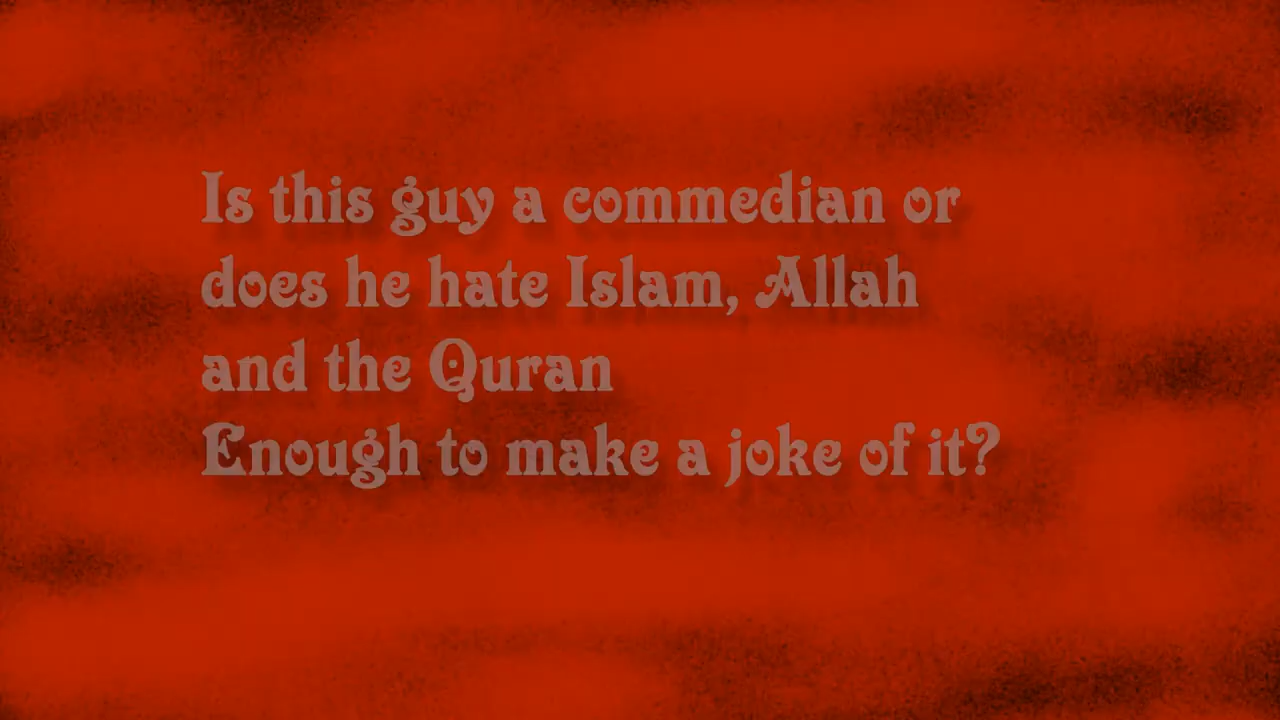 Is this guy a commedian or
does he hate Islam, Allah
and the Quran
Enough to make a joke of it?